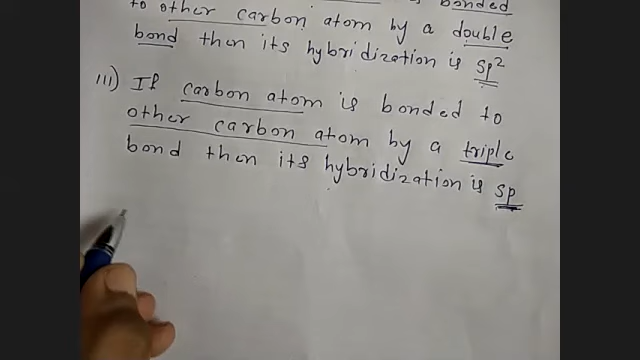 bonded
to other carbon atom by a double
bond then its hybridization is sp²
III) If carbon atom is bonded to
other carbon atom by a triple
bond then its hybridization is sp